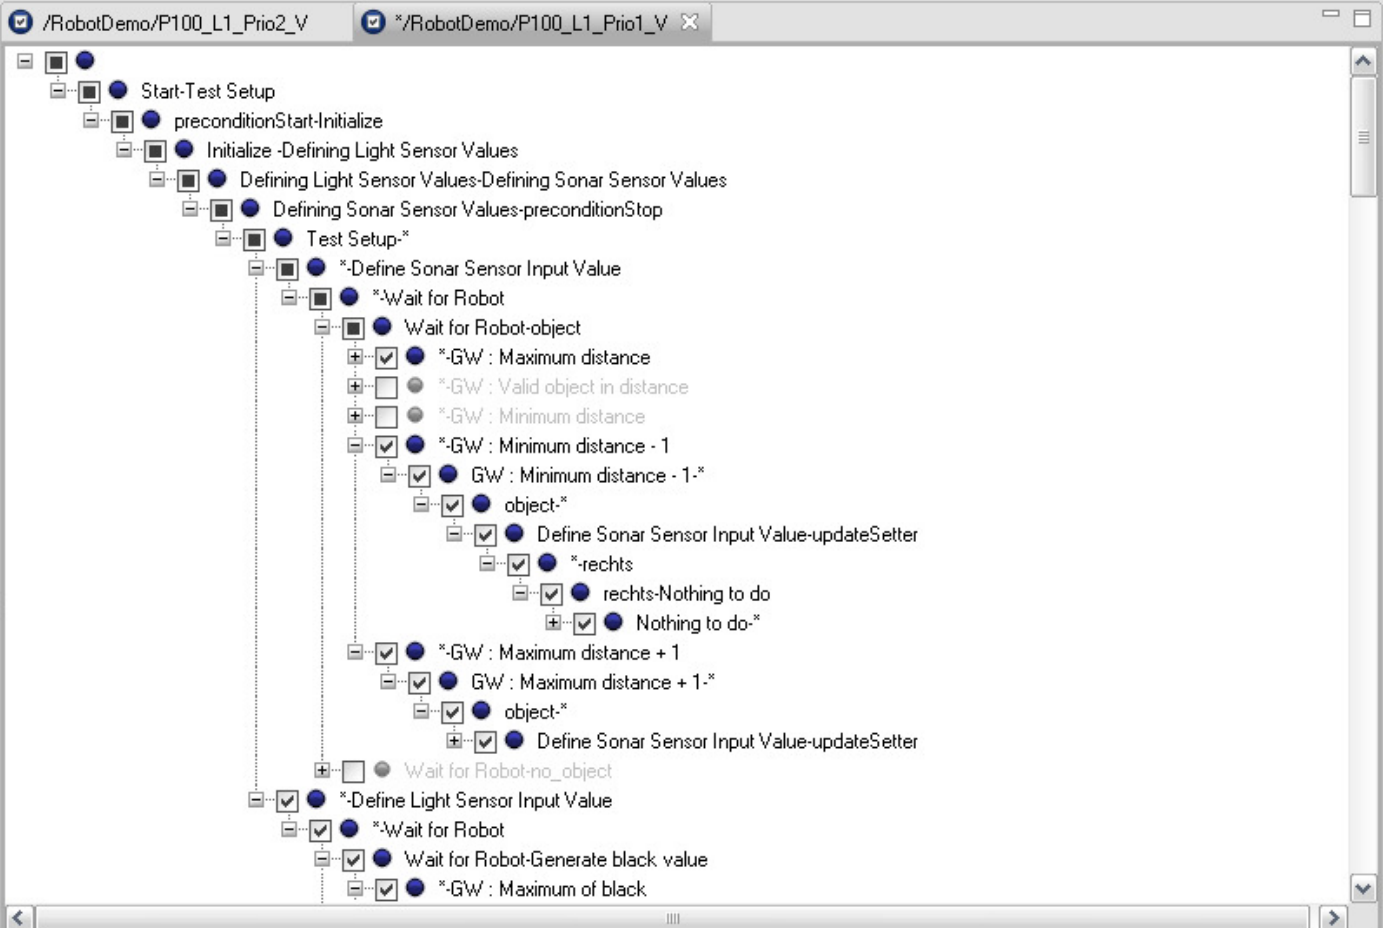 /RobotDemo/P100_L1_Prio2_V
*/RobotDemo/P100_L1_Prio1_V
Start-Test Setup
preconditionStart-Initialize
Initialize -Defining Light Sensor Values
Defining Light Sensor Values-Defining Sonar Sensor Values
Defining Sonar Sensor Values-preconditionStop
Test Setup-*
*-Define Sonar Sensor Input Value
*-Wait for Robot
Wait for Robot-object
*-GW : Maximum distance
*-GW : Valid object in distance
*-GW : Minimum distance
*-GW : Minimum distance - 1
GW : Minimum distance - 1-*
object-*
Define Sonar Sensor Input Value-updateSetter
*-rechts
rechts-Nothing to do
Nothing to do-*
*-GW : Maximum distance + 1
GW : Maximum distance + 1-*
object-*
Define Sonar Sensor Input Value-updateSetter
Wait for Robot-no_object
*-Define Light Sensor Input Value
*-Wait for Robot
Wait for Robot-Generate black value
*-GW : Maximum of black